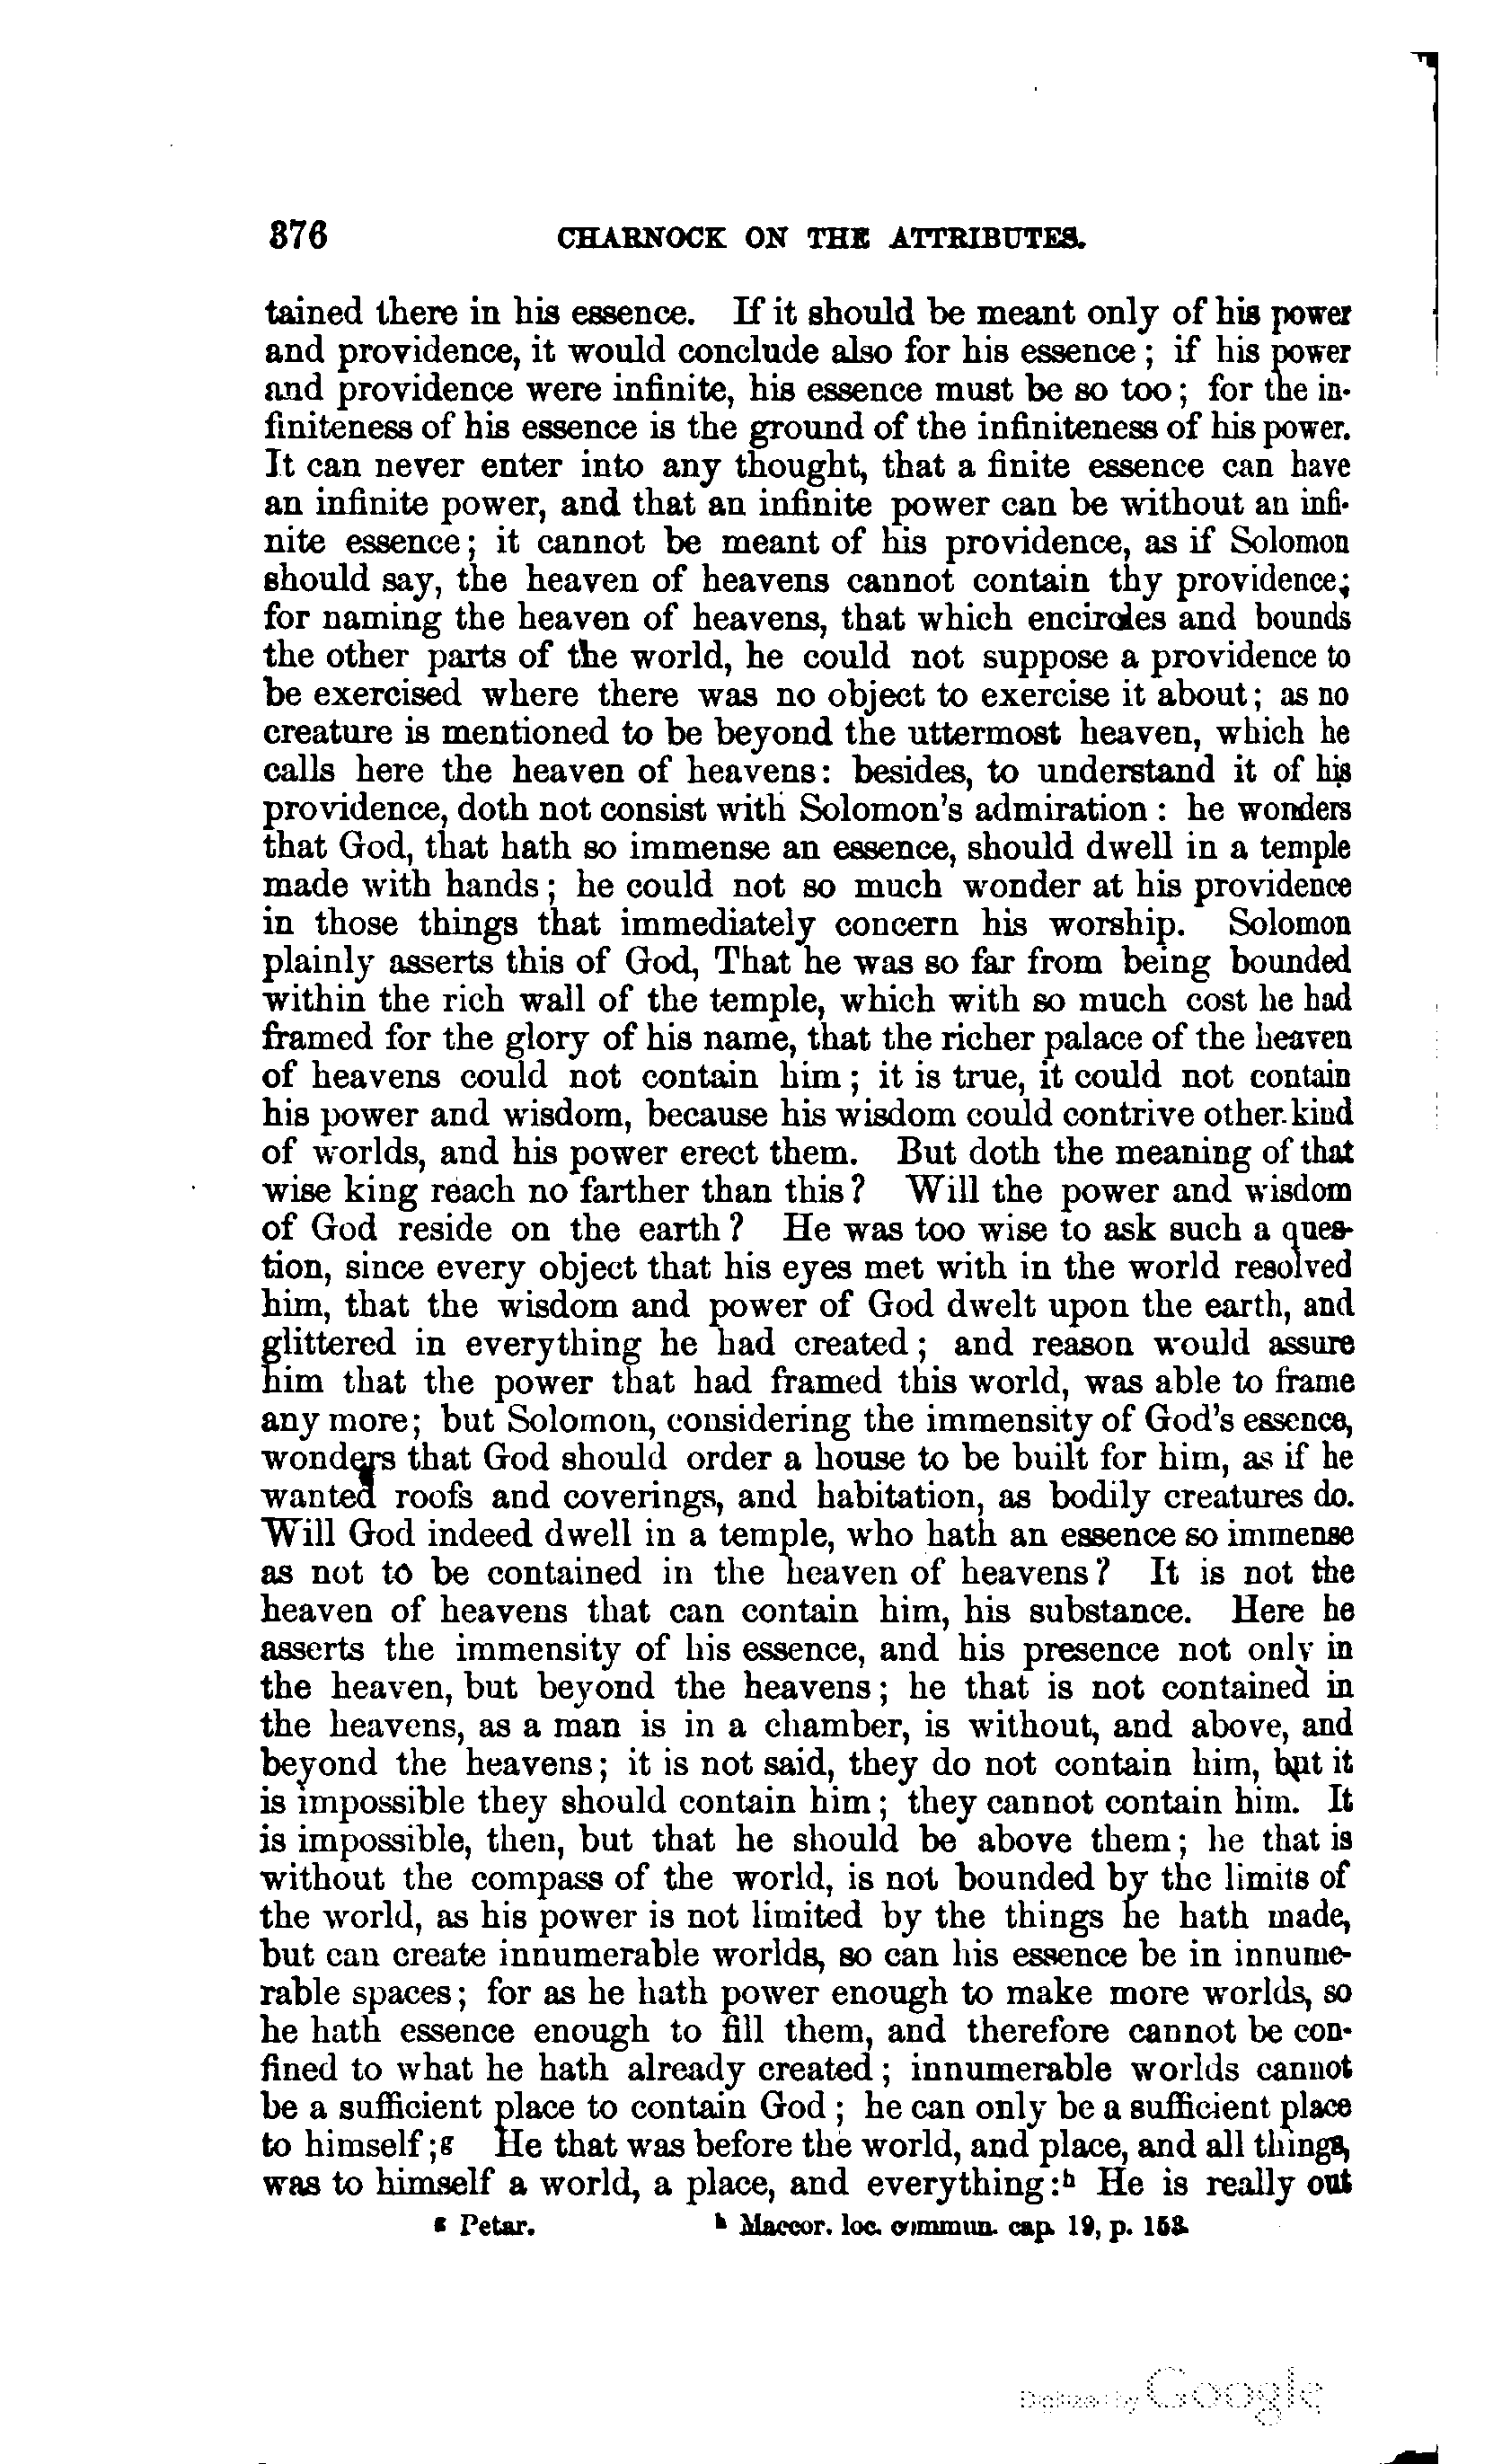 376 CHARNOCK ON THE ATTRIBUTES.
tained there in his essence. If it should be meant only of his power
and providence, it would conclude also for his essence; if his power
and providence were infinite, his essence must be so too; for the in-
finiteness of his essence is the ground of the infiniteness of his power.
It can never enter into any thought, that a finite essence can have
an infinite power, and that an infinite power can be without an infi-
nite essence; it cannot be meant of his providence, as if Solomon
should say, the heaven of heavens cannot contain thy providence;
for naming the heaven of heavens, that which encircles and bounds
the other parts of the world, he could not suppose a providence to
be exercised where there was no object to exercise it about; as no
creature is mentioned to be beyond the uttermost heaven, which he
calls here the heaven of heavens: besides, to understand it of his
providence, doth not consist with Solomon's admiration: he wonders
that God, that hath so immense an essence, should dwell in a temple
made with hands; he could not so much wonder at his providence
in those things that immediately concern his worship. Solomon
plainly asserts this of God, That he was so far from being bounded
within the rich wall of the temple, which with so much cost he had
framed for the glory of his name, that the richer palace of the heaven
of heavens could not contain him; it is true, it could not contain
his power and wisdom, because his wisdom could contrive other kind
of worlds, and his power erect them. But doth the meaning of that
wise king reach no farther than this? Will the power and wisdom
of God reside on the earth? He was too wise to ask such a ques-
tion, since every object that his eyes met with in the world resolved
him, that the wisdom and power of God dwelt upon the earth, and
glittered in everything he had created; and reason would assure
him that the power that had framed this world, was able to frame
any more; but Solomon, considering the immensity of God's essence,
wonders that God should order a house to be built for him, as if he
wanted roofs and coverings, and habitation, as bodily creatures do.
Will God indeed dwell in a temple, who hath an essence so immense
as not to be contained in the heaven of heavens? It is not the
heaven of heavens that can contain him, his substance. Here he
asserts the immensity of his essence, and his presence not only in
the heaven, but beyond the heavens; he that is not contained in
the heavens, as a man is in a chamber, is without, and above, and
beyond the heavens; it is not said, they do not contain him, but it
is impossible they should contain him; they cannot contain him. It
is impossible, then, but that he should be above them; he that is
without the compass of the world, is not bounded by the limits of
the world, as his power is not limited by the things he hath made,
but can create innumerable worlds, so can his essence be in innume-
rable spaces; for as he hath power enough to make more worlds, so
he hath essence enough to fill them, and therefore cannot be con-
fined to what he hath already created; innumerable worlds cannot
be a sufficient place to contain God; he can only be a sufficient place
to himself;g He that was before the world, and place, and all things,
was to himself a world, a place, and everything:h He is really out
g Petar. h Maccor. loc. commun. cap. 19, p. 153.
Digitized by Google